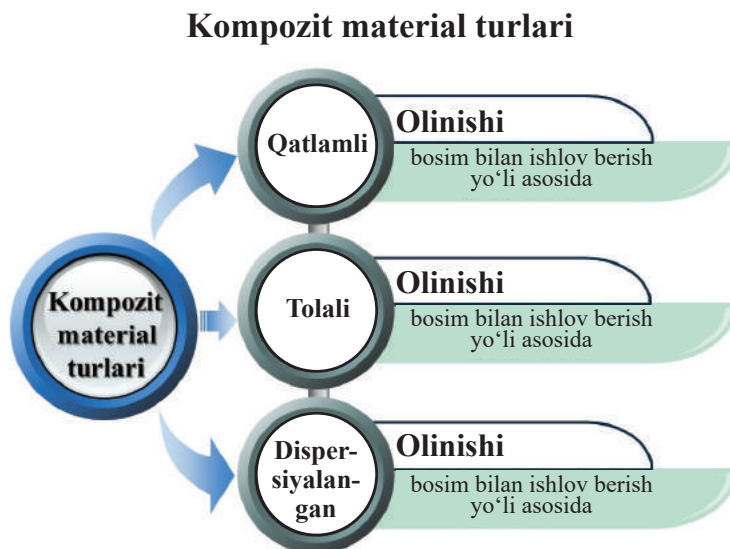 Kompozit material turlari
Kompozit
material
turlari
Qatlamli
Olinishi
bosim bilan ishlov berish
yo‘li asosida
Tolali
Olinishi
bosim bilan ishlov berish
yo‘li asosida
Disper-
siyalan-
gan
Olinishi
bosim bilan ishlov berish
yo‘li asosida